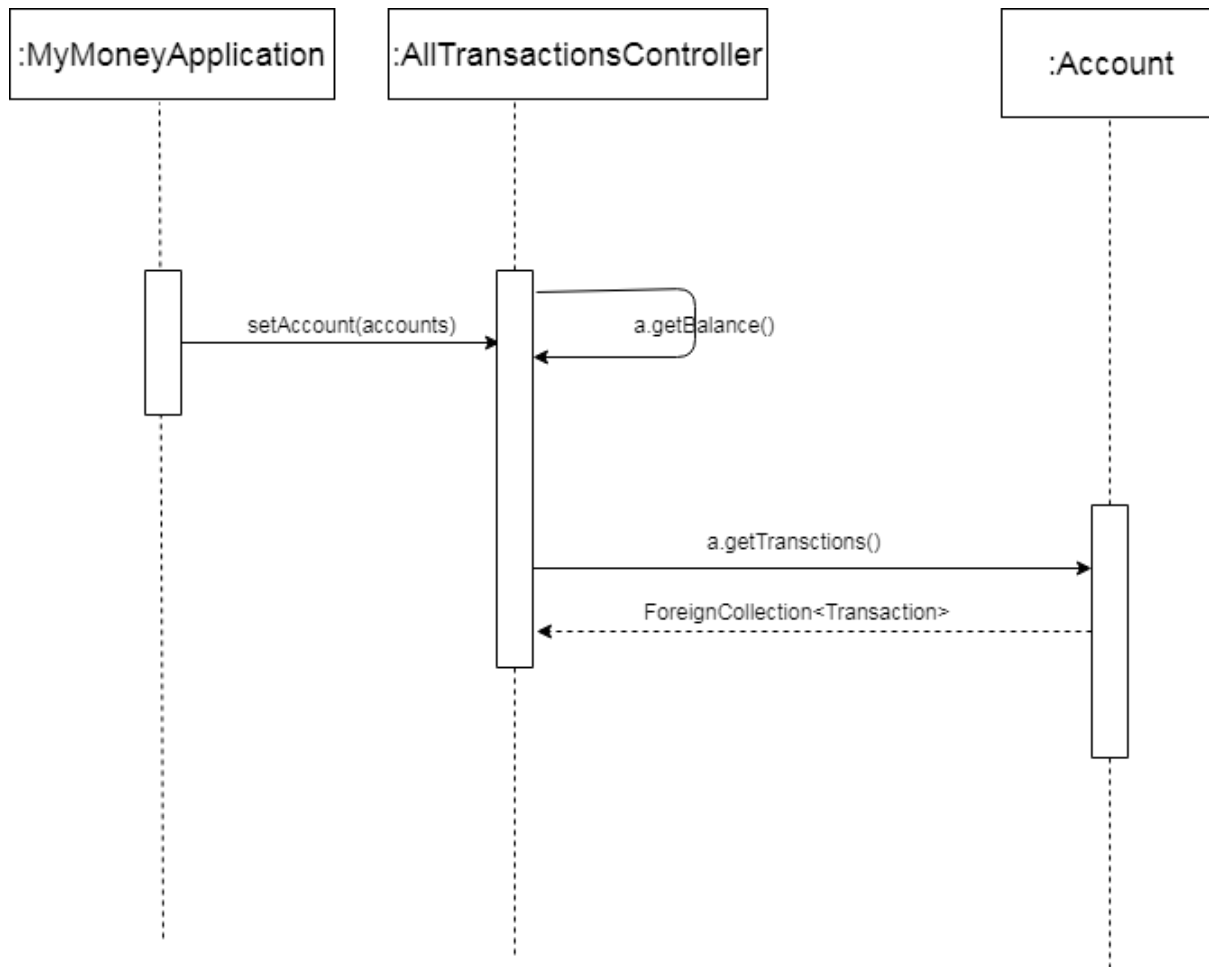 :MyMoneyApplication
:AllTransactionsController
:Account
setAccount(accounts)
a.getBalance()
a.getTransctions()
ForeignCollection<Transaction>